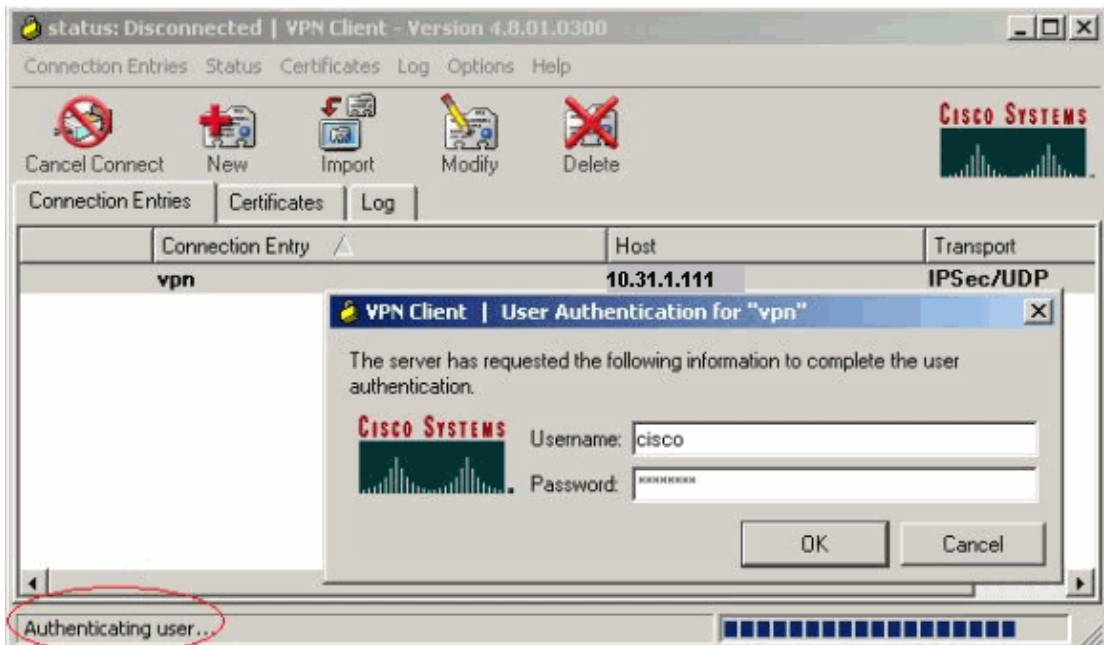 status: Disconnected | VPN Client - Version 4.8.01.0300
Connection Entries Status Certificates Log Options Help
Cancel Connect New Import Modify Delete
CISCO SYSTEMS
Connection Entries Certificates Log
Connection Entry Host Transport
vpn 10.31.1.111 IPSec/UDP
VPN Client | User Authentication for "vpn"
The server has requested the following information to complete the user
authentication.
CISCO SYSTEMS
Username: cisco
Password: ********
OK Cancel
Authenticating user...